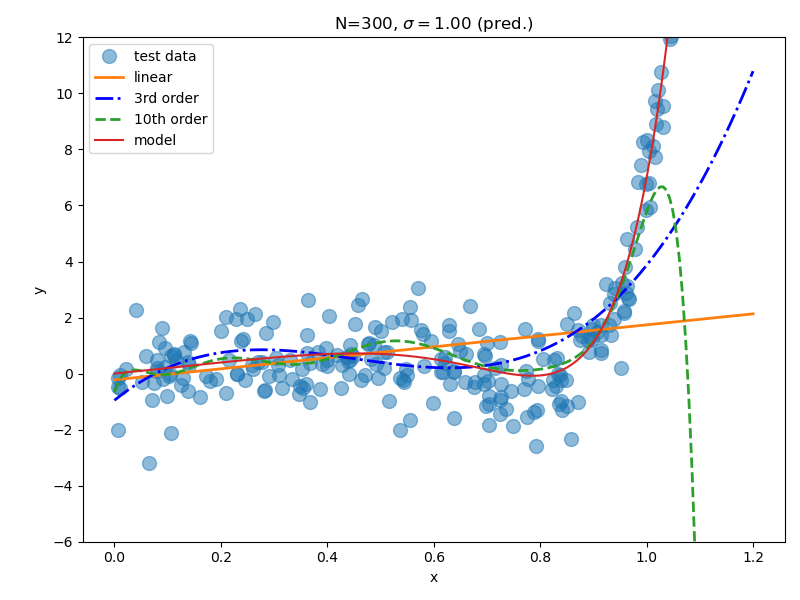 N=300, σ = 1.00 (pred.)
test data
linear
3rd order
10th order
model
y
12
10
8
6
4
2
0
−2
−4
−6
0.0 0.2 0.4 0.6 0.8 1.0 1.2
x